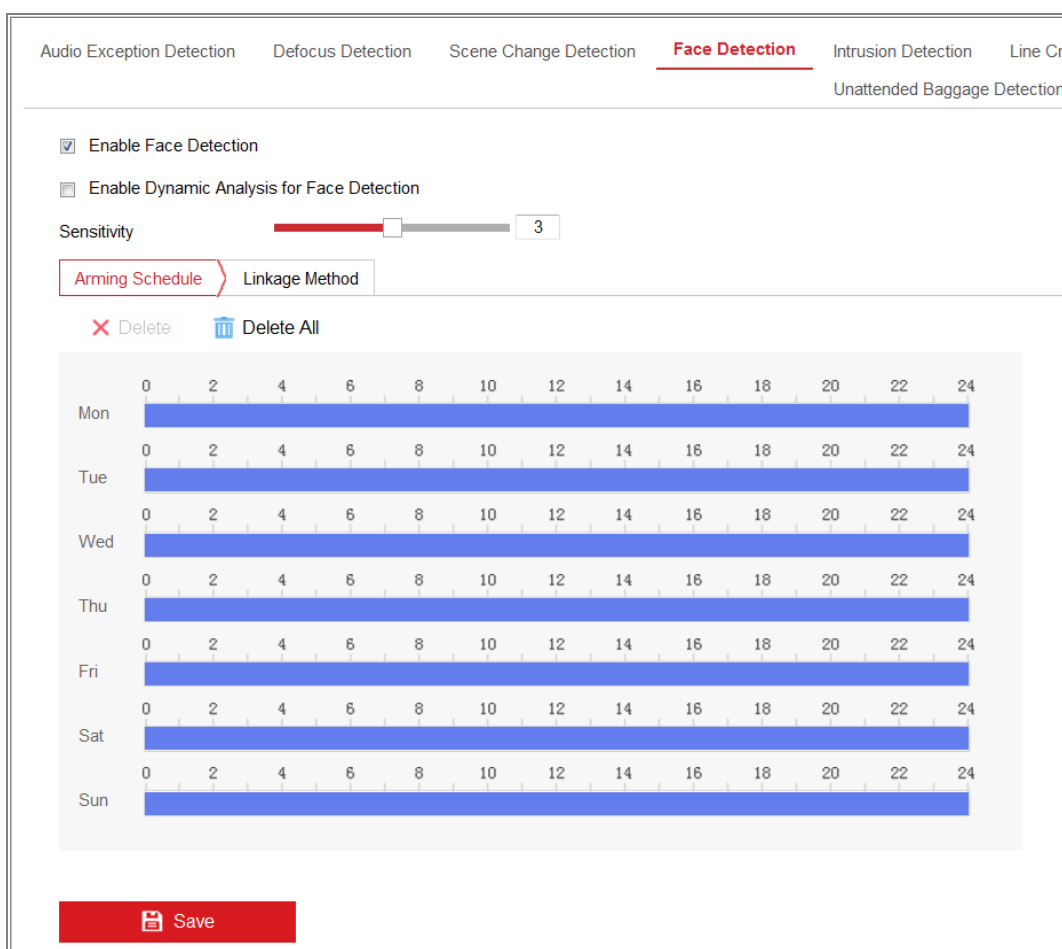 Audio Exception Detection Defocus Detection Scene Change Detection Face Detection Intrusion Detection Line Cr
Unattended Baggage Detection
Enable Face Detection
Enable Dynamic Analysis for Face Detection
Sensitivity 3
Arming Schedule Linkage Method
Delete Delete All
0 2 4 6 8 10 12 14 16 18 20 22 24
Mon
0 2 4 6 8 10 12 14 16 18 20 22 24
Tue
0 2 4 6 8 10 12 14 16 18 20 22 24
Wed
0 2 4 6 8 10 12 14 16 18 20 22 24
Thu
0 2 4 6 8 10 12 14 16 18 20 22 24
Fri
0 2 4 6 8 10 12 14 16 18 20 22 24
Sat
0 2 4 6 8 10 12 14 16 18 20 22 24
Sun
Save